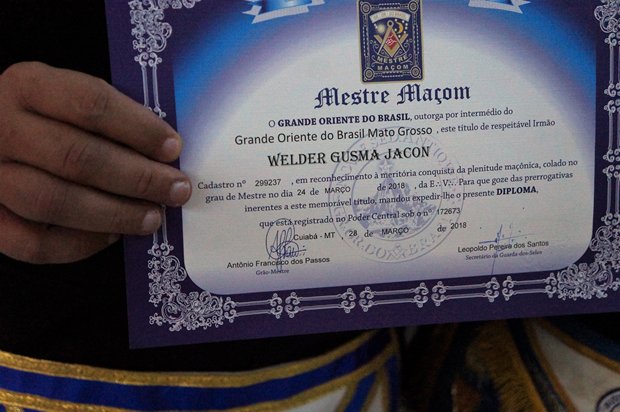 MESTRE
MAÇOM
Mestre Maçom
O GRANDE ORIENTE DO BRASIL, outorga por intermédio do
Grande Oriente do Brasil Mato Grosso, este título de respeitável Irmão
WELDER GUSMA JACON
Cadastro nº 299237, em reconhecimento à meritória conquista da plenitude maçônica, colado no
grau de Mestre no dia 24 de MARÇO de 2018 da E∴ V∴. Para que goze das prerrogativas
inerentes a este memorável título, mandou expedir-lhe o presente DIPLOMA,
que está registrado no Poder Central sob o nº 172673
Cuiabá - MT 28 de MARÇO de 2018
Antônio Francisco dos Passos
Grão-Mestre
Leopoldo Pereira dos Santos
Secretário da Guarda-dos-Selos